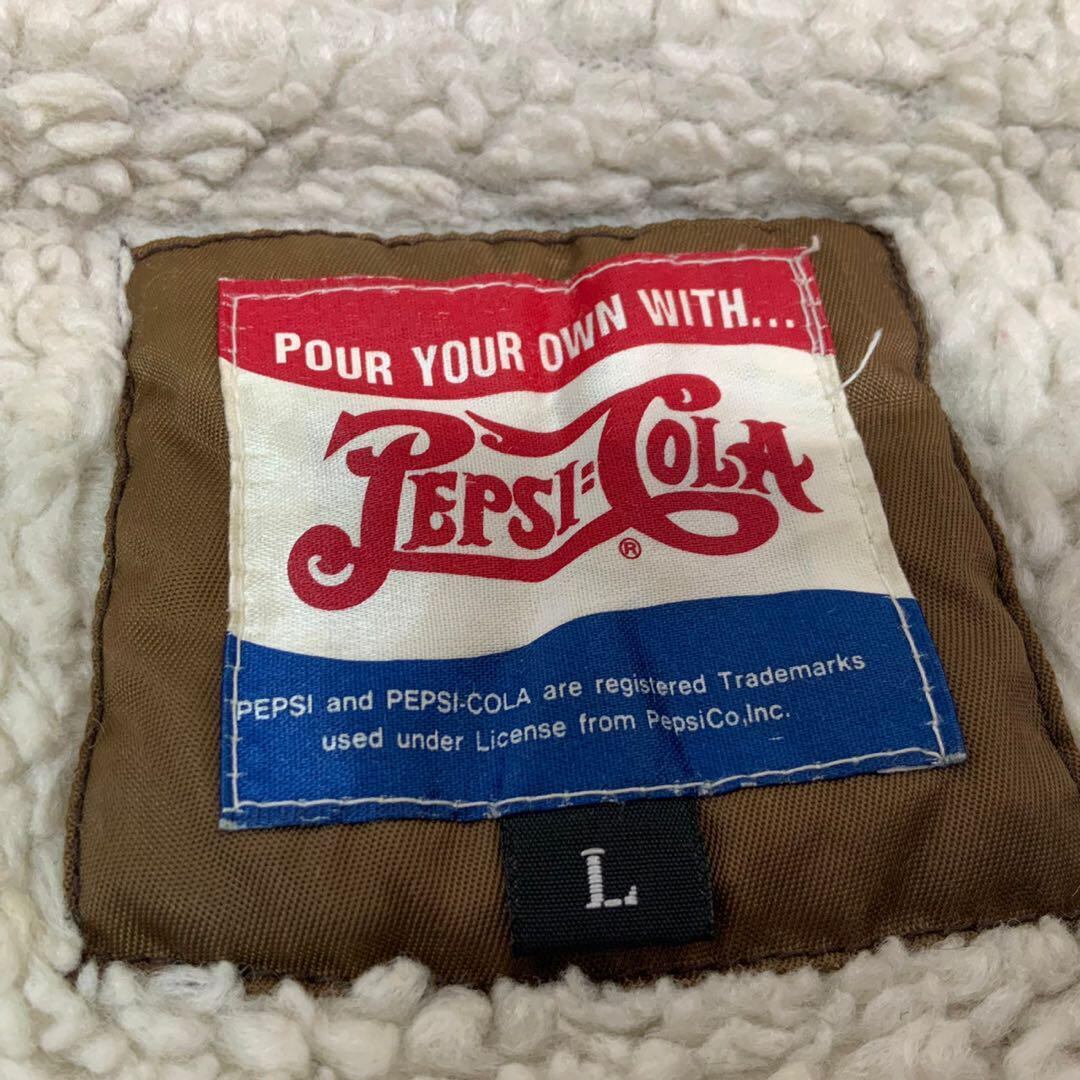 POUR YOUR OWN WITH...
PEPSI:COLA
®
PEPSI and PEPSI-COLA are registered Trademarks
used under License from PepsiCo,Inc.
L